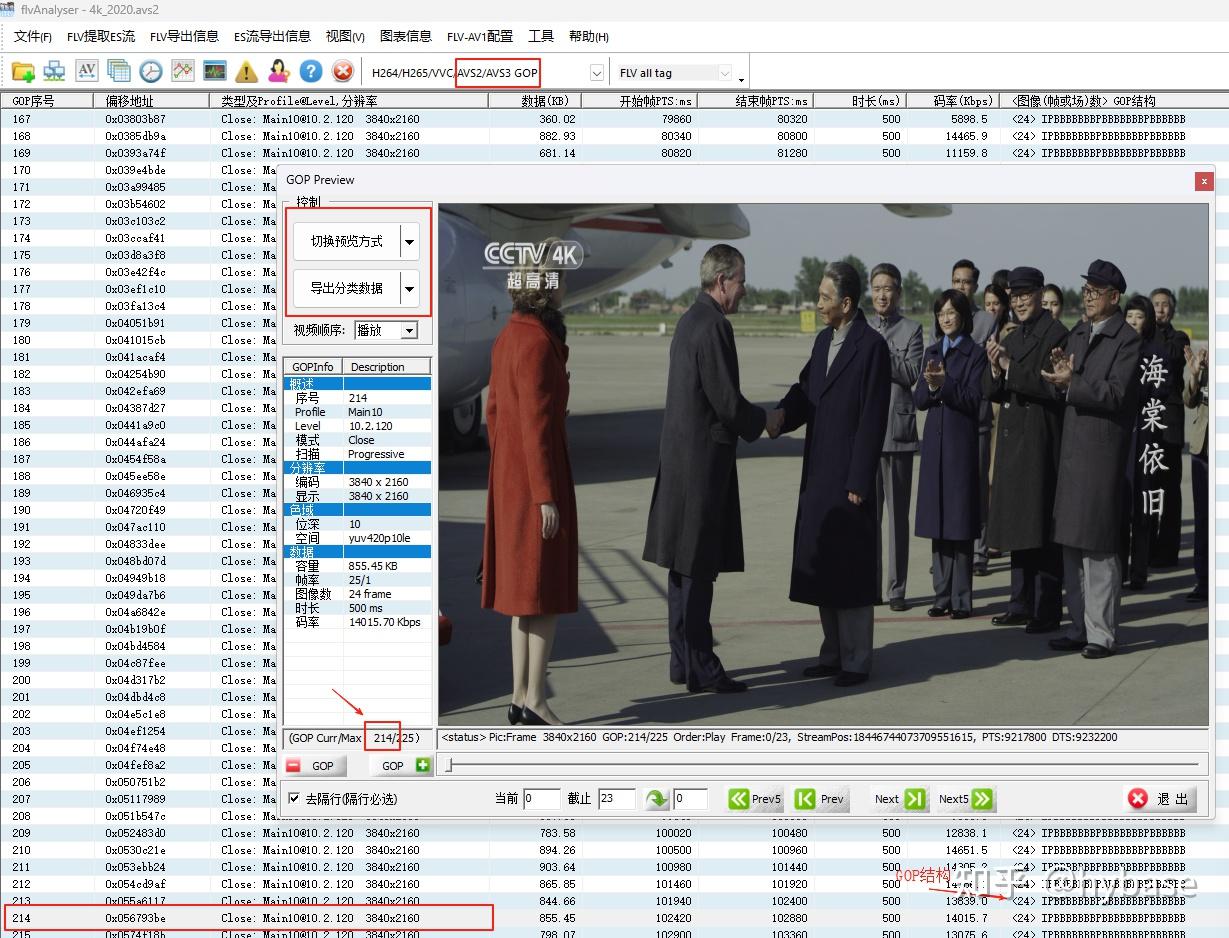 flvAnalyser - 4k_2020.avs2
文件(F) FLV提取ES流 FLV导出信息 ES流导出信息 视图(V) 图表信息 FLV-AV1配置 工具 帮助(H)
H264/H265/VVC/AVS2/AVS3 GOP FLV all tag
GOP序号 偏移地址 类型及Profile@Level,分辨率 数据(KB) 开始帧PTS:ms 结束帧PTS:ms 时长(ms) 码率(Kbps) <图像(帧或场)数> GOP结构
167 0x03803b87 Close: Main10@10.2.120 3840x2160 360.02 79860 80320 500 5898.5 <24> IPBBBBBBBPBBBBBBBPBBBBBB
168 0x0385db9a Close: Main10@10.2.120 3840x2160 882.93 80340 80800 500 14465.9 <24> IPBBBBBBBPBBBBBBBPBBBBBB
169 0x0393a74f Close: Main10@10.2.120 3840x2160 681.14 80820 81280 500 11159.8 <24> IPBBBBBBBPBBBBBBBPBBBBBB
170 0x039e4bde Close: Ma
171 0x03a99485 Close: Ma
172 0x03b54602 Close: Ma
173 0x03c103c2 Close: Ma
174 0x03ccaf41 Close: Ma
175 0x03d8a3f8 Close: Ma
176 0x03e42f4c Close: Ma
177 0x03ef1c10 Close: Ma
178 0x03fa13c4 Close: Ma
179 0x04051b91 Close: Ma
180 0x041015cb Close: Ma
181 0x041acaf4 Close: Ma
182 0x04254b90 Close: Ma
183 0x042efa69 Close: Ma
184 0x04387d27 Close: Ma
185 0x0441a9c0 Close: Ma
186 0x044afa24 Close: Ma
187 0x0454f58a Close: Ma
188 0x045ee58e Close: Ma
189 0x046935c4 Close: Ma
190 0x04720f49 Close: Ma
191 0x047ac110 Close: Ma
192 0x04833dee Close: Ma
193 0x048bd07d Close: Ma
194 0x04949b18 Close: Ma
195 0x049da7b6 Close: Ma
196 0x04a6842e Close: Ma
197 0x04b19b0f Close: Ma
198 0x04bd4584 Close: Ma
199 0x04c87fee Close: Ma
200 0x04d317b2 Close: Ma
201 0x04dbd4c8 Close: Ma
202 0x04e5c1e8 Close: Ma
203 0x04ef1254 Close: Ma
204 0x04f74e48 Close: Ma
205 0x04fef8a2 Close: Ma
206 0x050751b2 Close: Ma
207 0x05117989 Close: Ma
208 0x051b547c Close: Ma
GOP Preview
x
控制
切换预览方式
导出分类数据
视频顺序: 播放
GOPInfo Description
概述
序号 214
Profile Main10
Level 10.2.120
模式 Close
扫描 Progressive
分辨率
编码 3840 x 2160
显示 3840 x 2160
色域
位深 10
空间 yuv420p10le
数据
容量 855.45 KB
帧率 25/1
图像数 24 frame
时长 500 ms
码率 14015.70 Kbps
CCTV 4K
超高清
海棠依旧
(GOP Curr/Max 214/225)
<status>Pic:Frame 3840x2160 GOP:214/225 Order:Play Frame:0/23, StreamPos:18446744073709551615, PTS:9217800 DTS:9232200
GOP GOP
去隔行(隔行必选) 当前 0 截止 23 0 Prev5 Prev Next Next5 退 出
209 0x052483d0 Close: Main10@10.2.120 3840x2160 783.58 100020 100480 500 12838.1 <24> IPBBBBBBBPBBBBBBBPBBBBBB
210 0x0530c21e Close: Main10@10.2.120 3840x2160 894.26 100500 100960 500 14651.5 <24> IPBBBBBBBPBBBBBBBPBBBBBB
211 0x053ebb24 Close: Main10@10.2.120 3840x2160 903.64 100980 101440 500 <24> IPBBBBBBBPBBBBBBBPBBBBBB
212 0x054cd9af Close: Main10@10.2.120 3840x2160 865.85 101460 101920 500 <24>
GOP结构
知乎 @hybase
213 0x055a6117 Close: Main10@10.2.120 3840x2160 844.66 101940 102400 500 13839.0 <24> IPBBBBBBBPBBBBBBBPBBBBBB
214 0x056793be Close: Main10@10.2.120 3840x2160 855.45 102420 102880 500 14015.7 <24> IPBBBBBBBPBBBBBBBPBBBBBB
215 0x0574f18b Close: Main10@10.2.120 3840x2160 798.07 102900 103360 500 13075.6 <24> IPBBBBBBBPBBBBBBBPBBBBBB